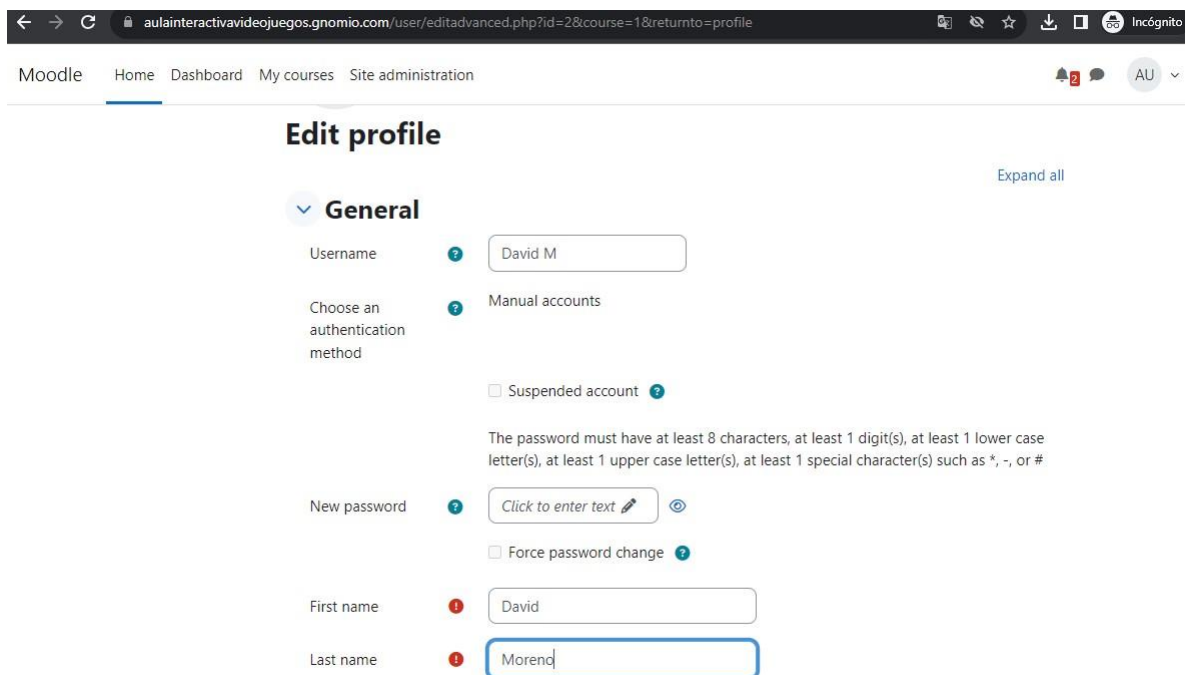 aulainteractivavideojuegos.gnomio.com/user/editadvanced.php?id=2&course=1&returnto=profile
Incógnito
Moodle Home Dashboard My courses Site administration 2 AU
Edit profile
Expand all
General
Username David M
Choose an Manual accounts
authentication
method
Suspended account
The password must have at least 8 characters, at least 1 digit(s), at least 1 lower case
letter(s), at least 1 upper case letter(s), at least 1 special character(s) such as *, -, or #
New password Click to enter text
Force password change
First name David
Last name Moreno